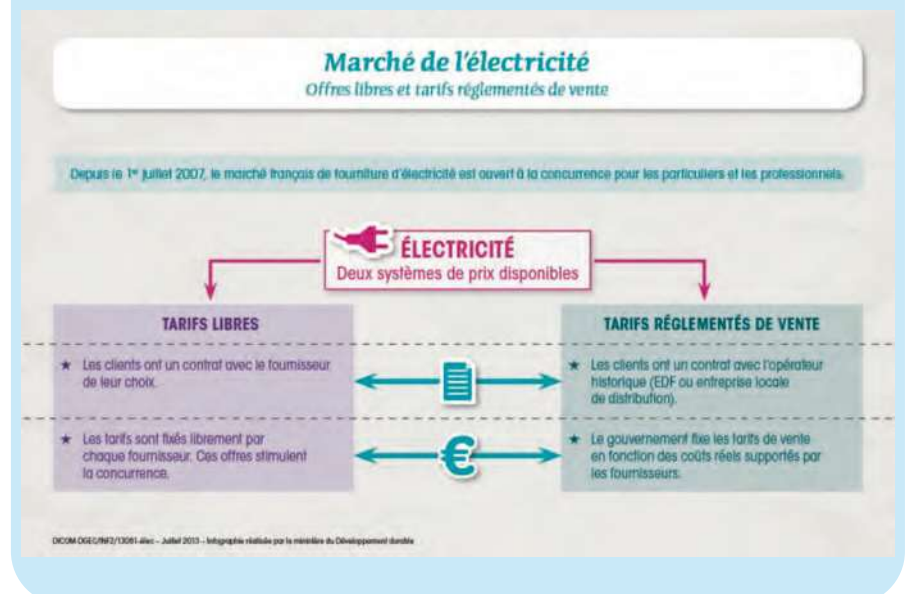 Marché de l'électricité
Offres libres et tarifs réglementés de vente
Depuis le 1er juillet 2007, le marché français de fourniture d'électricité est ouvert à la concurrence pour les particuliers et les professionnels.
ÉLECTRICITÉ
Deux systèmes de prix disponibles
TARIFS LIBRES
★ Les clients ont un contrat avec le fournisseur
de leur choix.
★ Les tarifs sont fixés librement par
chaque fournisseur. Ces offres stimulent
la concurrence.
€
TARIFS RÉGLEMENTÉS DE VENTE
★ Les clients ont un contrat avec l'opérateur
historique (EDF ou entreprise locale
de distribution).
★ Le gouvernement fixe les tarifs de vente
en fonction des coûts réels supportés par
les fournisseurs.
DICOM-DGEC/INF2/13061-élec – Juillet 2013 – Infographie réalisée par le ministère du Développement durable